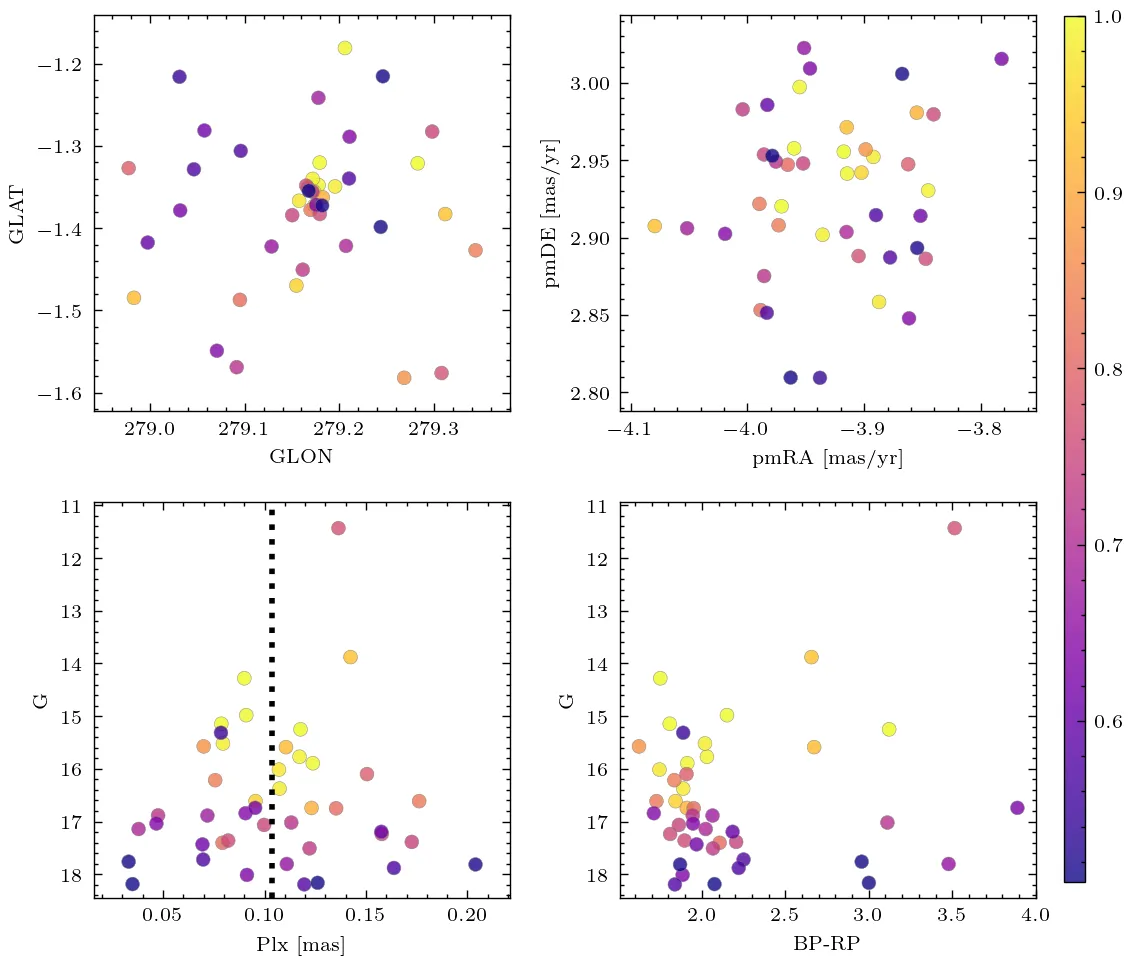 −1.2
−1.3
−1.4
−1.5
−1.6
GLAT
279.0 279.1 279.2 279.3
GLON
3.00
2.95
2.90
2.85
2.80
pmDE [mas/yr]
−4.1 −4.0 −3.9 −3.8
pmRA [mas/yr]
1.0
0.9
0.8
0.7
0.6
11
12
13
14
15
16
17
18
G
0.05 0.10 0.15 0.20
Plx [mas]
11
12
13
14
15
16
17
18
G
2.0 2.5 3.0 3.5 4.0
BP-RP